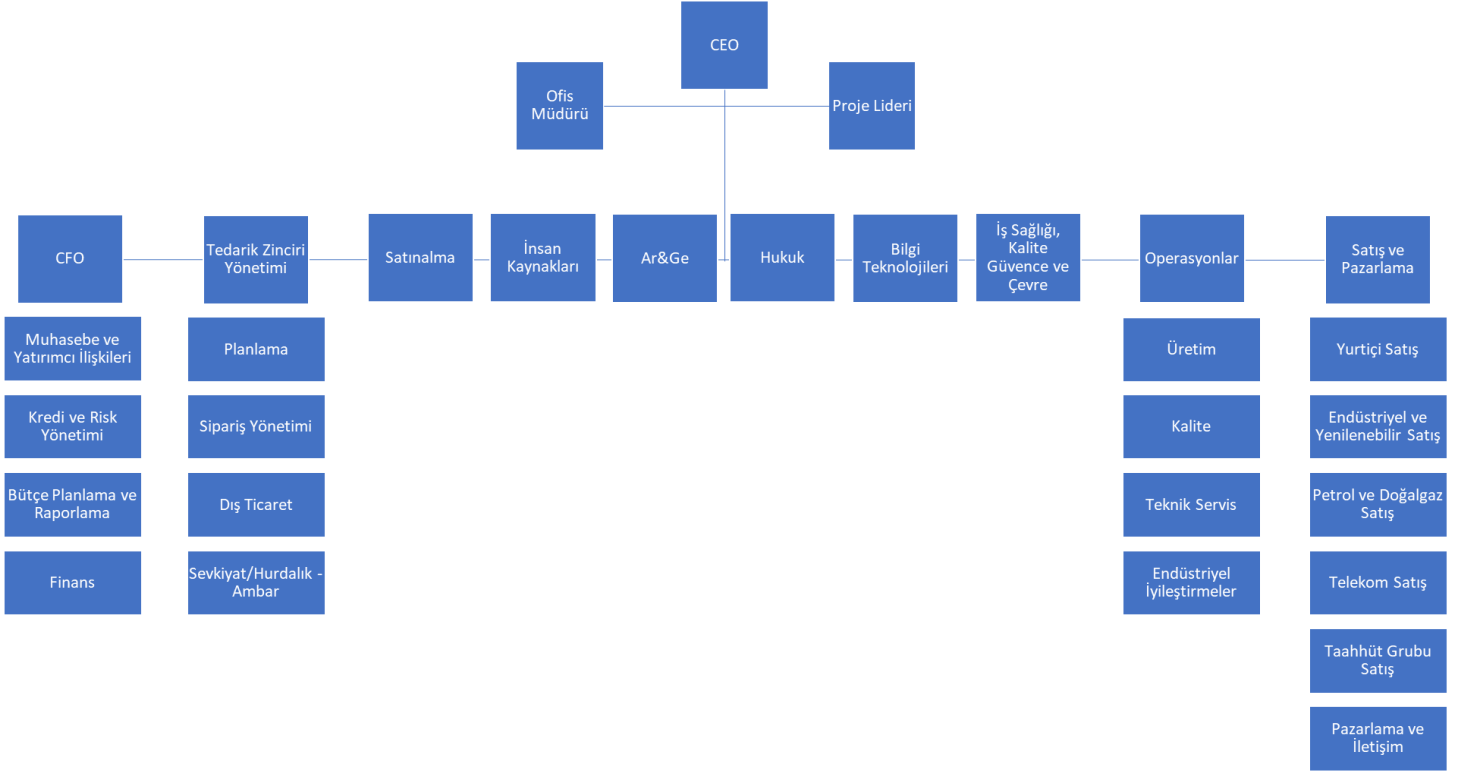 CEO
Ofis
Müdürü
Proje Lideri
CFO
Tedarik Zinciri
Yönetimi
Satınalma
İnsan
Kaynakları
Ar&Ge
Hukuk
Bilgi
Teknolojileri
İş Sağlığı,
Kalite
Güvence ve
Çevre
Operasyonlar
Satış ve
Pazarlama
Muhasebe ve
Yatırımcı İlişkileri
Kredi ve Risk
Yönetimi
Bütçe Planlama ve
Raporlama
Finans
Planlama
Sipariş Yönetimi
Dış Ticaret
Sevkiyat/Hurdalık -
Ambar
Üretim
Kalite
Teknik Servis
Endüstriyel
İyileştirmeler
Yurtiçi Satış
Endüstriyel ve
Yenilenebilir Satış
Petrol ve Doğalgaz
Satış
Telekom Satış
Taahhüt Grubu
Satış
Pazarlama ve
İletişim